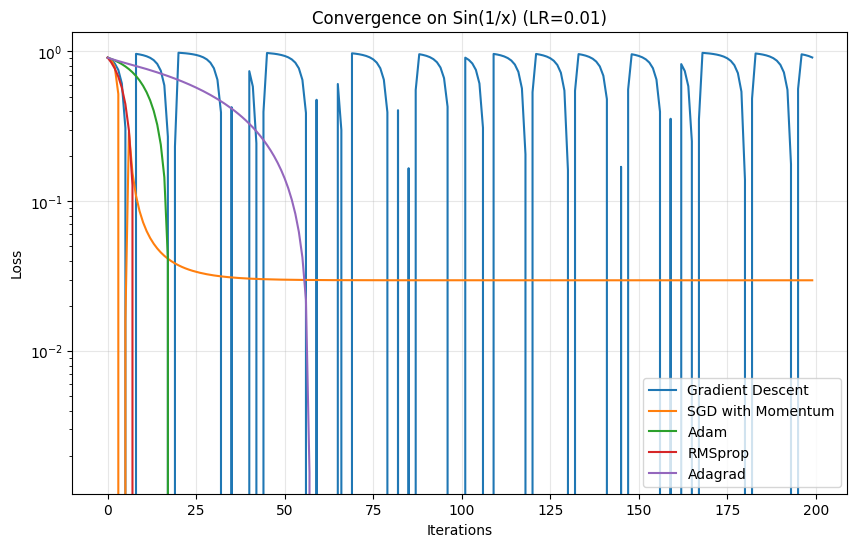 Convergence on Sin(1/x) (LR=0.01)
10⁰
10⁻¹
10⁻²
Loss
0 25 50 75 100 125 150 175 200
Iterations
Gradient Descent
SGD with Momentum
Adam
RMSprop
Adagrad